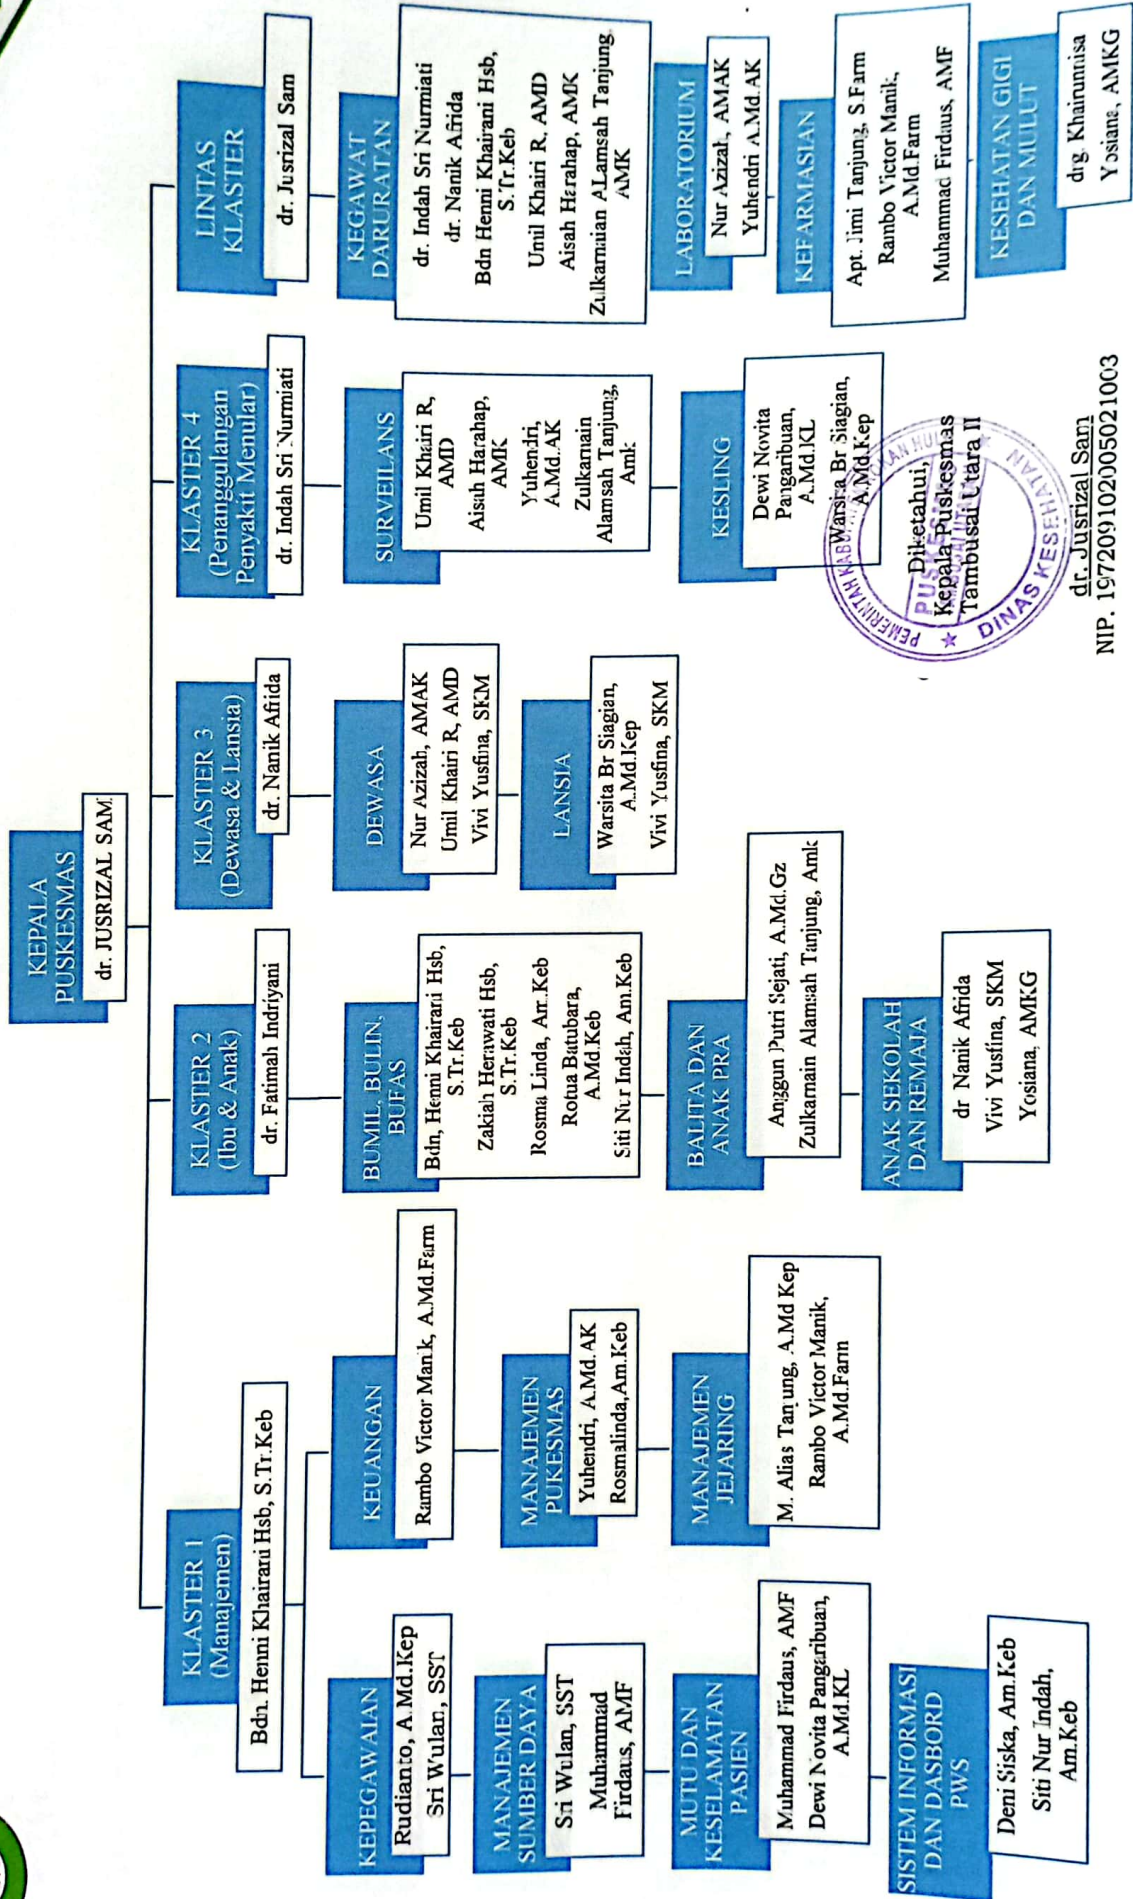 KEPALA
PUSKESMAS
dr. JUSRIZAL SAM
KLASTER 1
(Manajemen)
Bdn. Henni Khairani Hsb, S.Tr.Keb
KEPEGAWAIAN
Rudianto, A.Md.Kep
Sri Wulan, SST
MANAJEMEN
SUMBER DAYA
Sri Wulan, SST
Muhammad
Firdaus, AMF
MUTU DAN
KESELAMATAN
PASIEN
Muhammad Firdaus, AMF
Dewi Novita Pangaribuan,
A.Md.KL
SISTEM INFORMASI
DAN DASBORD
PWS
Deni Siska, Am.Keb
Siti Nur Indah,
Am.Keb
KEUANGAN
Rambo Victor Manik, A.Md.Farm
MANAJEMEN
PUKESMAS
Yuhendri, A.Md.AK
Rosmalinda,Am.Keb
MANAJEMEN
JEJARING
M. Alias Tanjung, A.Md Kep
Rambo Victor Manik,
A.Md.Farm
KLASTER 2
(Ibu & Anak)
dr. Fatimah Indriyani
BUMIL, BULIN,
BUFAS
Bdn, Henni Khairani Hsb,
S.Tr.Keb
Zakiah Herawati Hsb,
S.Tr.Keb
Rosma Linda, Am.Keb
Rotua Batubara,
A.Md.Keb
Siti Nur Indah, Am.Keb
BALITA DAN
ANAK PRA
Anggun Putri Sejati, A.Md.Gz
Zulkarnain Alamsah Tanjung, Amk
ANAK SEKOLAH
DAN REMAJA
dr Nanik Afrida
Vivi Yusfina, SKM
Yosiana, AMKG
KLASTER 3
(Dewasa & Lansia)
dr. Nanik Afrida
DEWASA
Nur Azizah, AMAK
Umil Khairi R, AMD
Vivi Yusfina, SKM
LANSIA
Warsita Br Siagian,
A.Md.Kep
Vivi Yusfina, SKM
KLASTER 4
(Penanggulangan
Penyakit Menular)
dr. Indah Sri Nurmiati
SURVEILANS
Umil Khairi R,
AMD
Aisah Harahap,
AMK
Yuhendri,
A.Md.AK
Zulkarnain
Alamsah Tanjung,
Amk
KESLING
Dewi Novita
Pangaribuan,
A.Md.KL
Warsita Br Siagian,
A.Md.Kep
LINTAS
KLASTER
dr. Jusrizal Sam
KEGAWAT
DARURATAN
dr. Indah Sri Nurmiati
dr. Nanik Afrida
Bdn Henni Khairani Hsb,
S.Tr.Keb
Umil Khairi R, AMD
Aisah Harahap, AMK
Zulkarnaian ALamsah Tanjung,
AMK
LABORATORIUM
Nur Azizah, AMAK
Yuhendri A.Md.AK
KEFARMASIAN
Apt. Jimi Tanjung, S.Farm
Rambo Victor Manik,
A.Md.Farm
Muhammad Firdaus, AMF
KESEHATAN GIGI
DAN MULUT
drg. Khairunnisa
Yosiana, AMKG
Diketahui,
Kepala Puskesmas
Tambusai Utara II
PEMERINTAH KABUPATEN ROKAN HULU
PUSKESMAS
DINAS KESEHATAN
dr. Jusrizal Sam
NIP. 197209102005021003